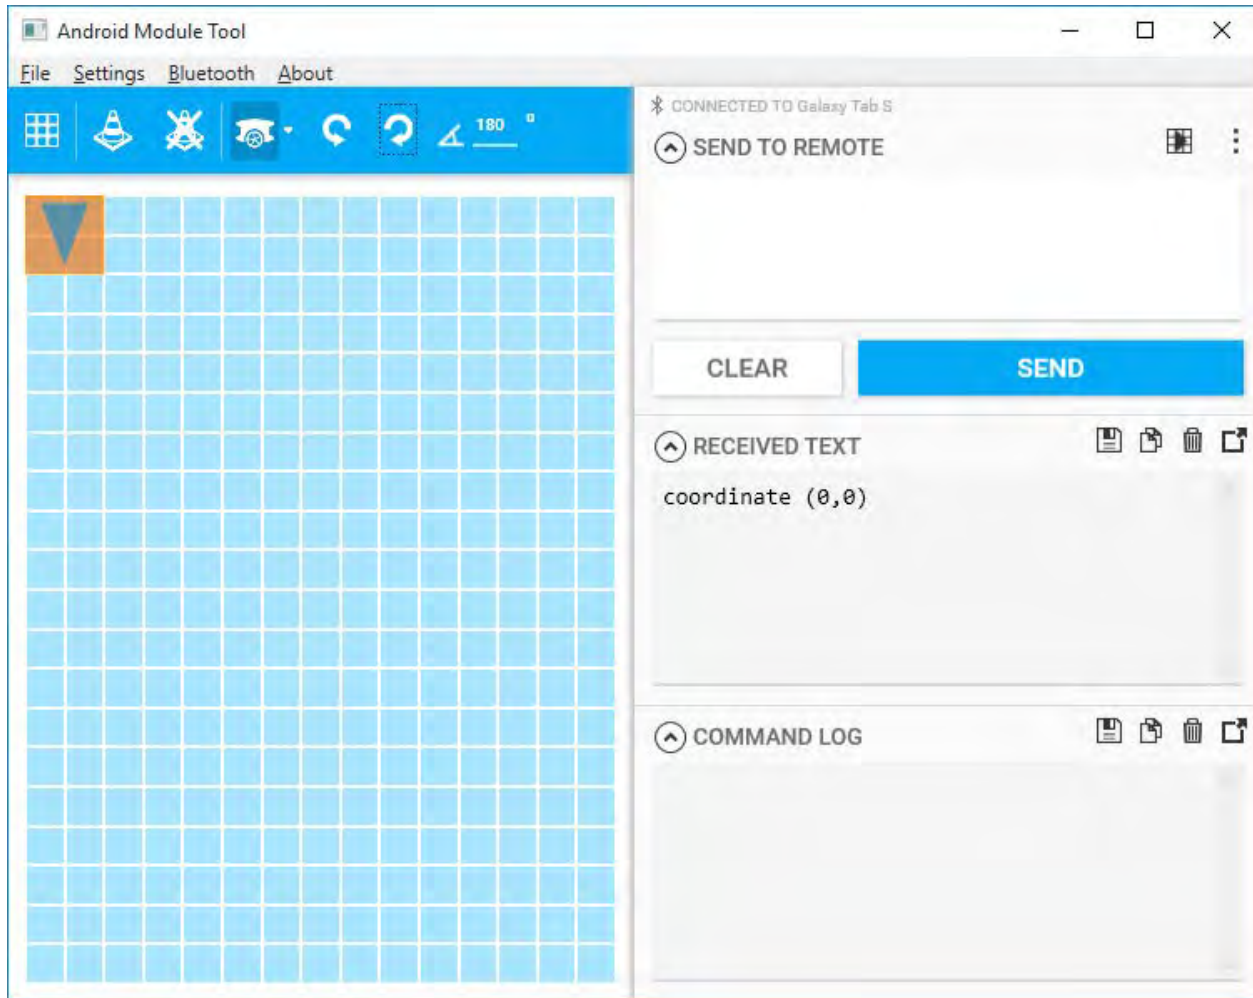 Android Module Tool
File Settings Bluetooth About
180 °
CONNECTED TO Galaxy Tab S
SEND TO REMOTE
CLEAR SEND
RECEIVED TEXT
coordinate (0,0)
COMMAND LOG